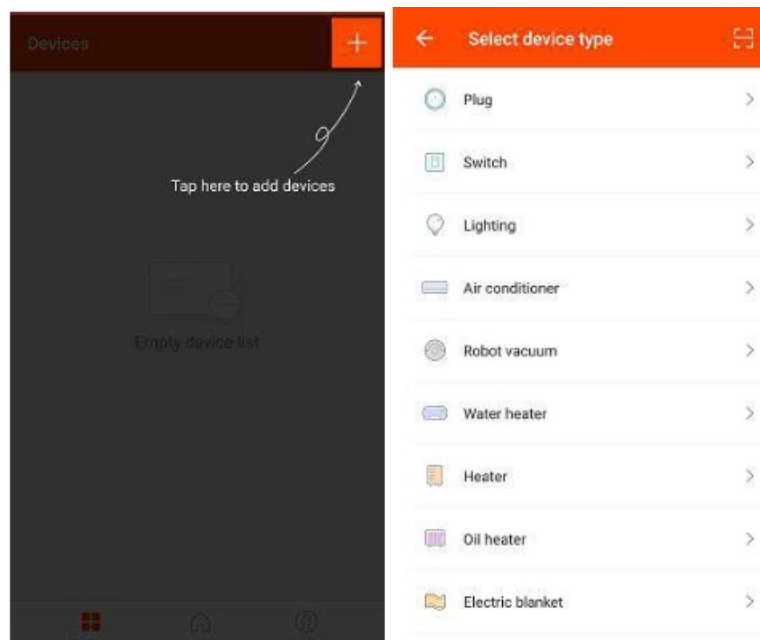 Devices
Tap here to add devices
Empty device list
Select device type
Plug
Switch
Lighting
Air conditioner
Robot vacuum
Water heater
Heater
Oil heater
Electric blanket